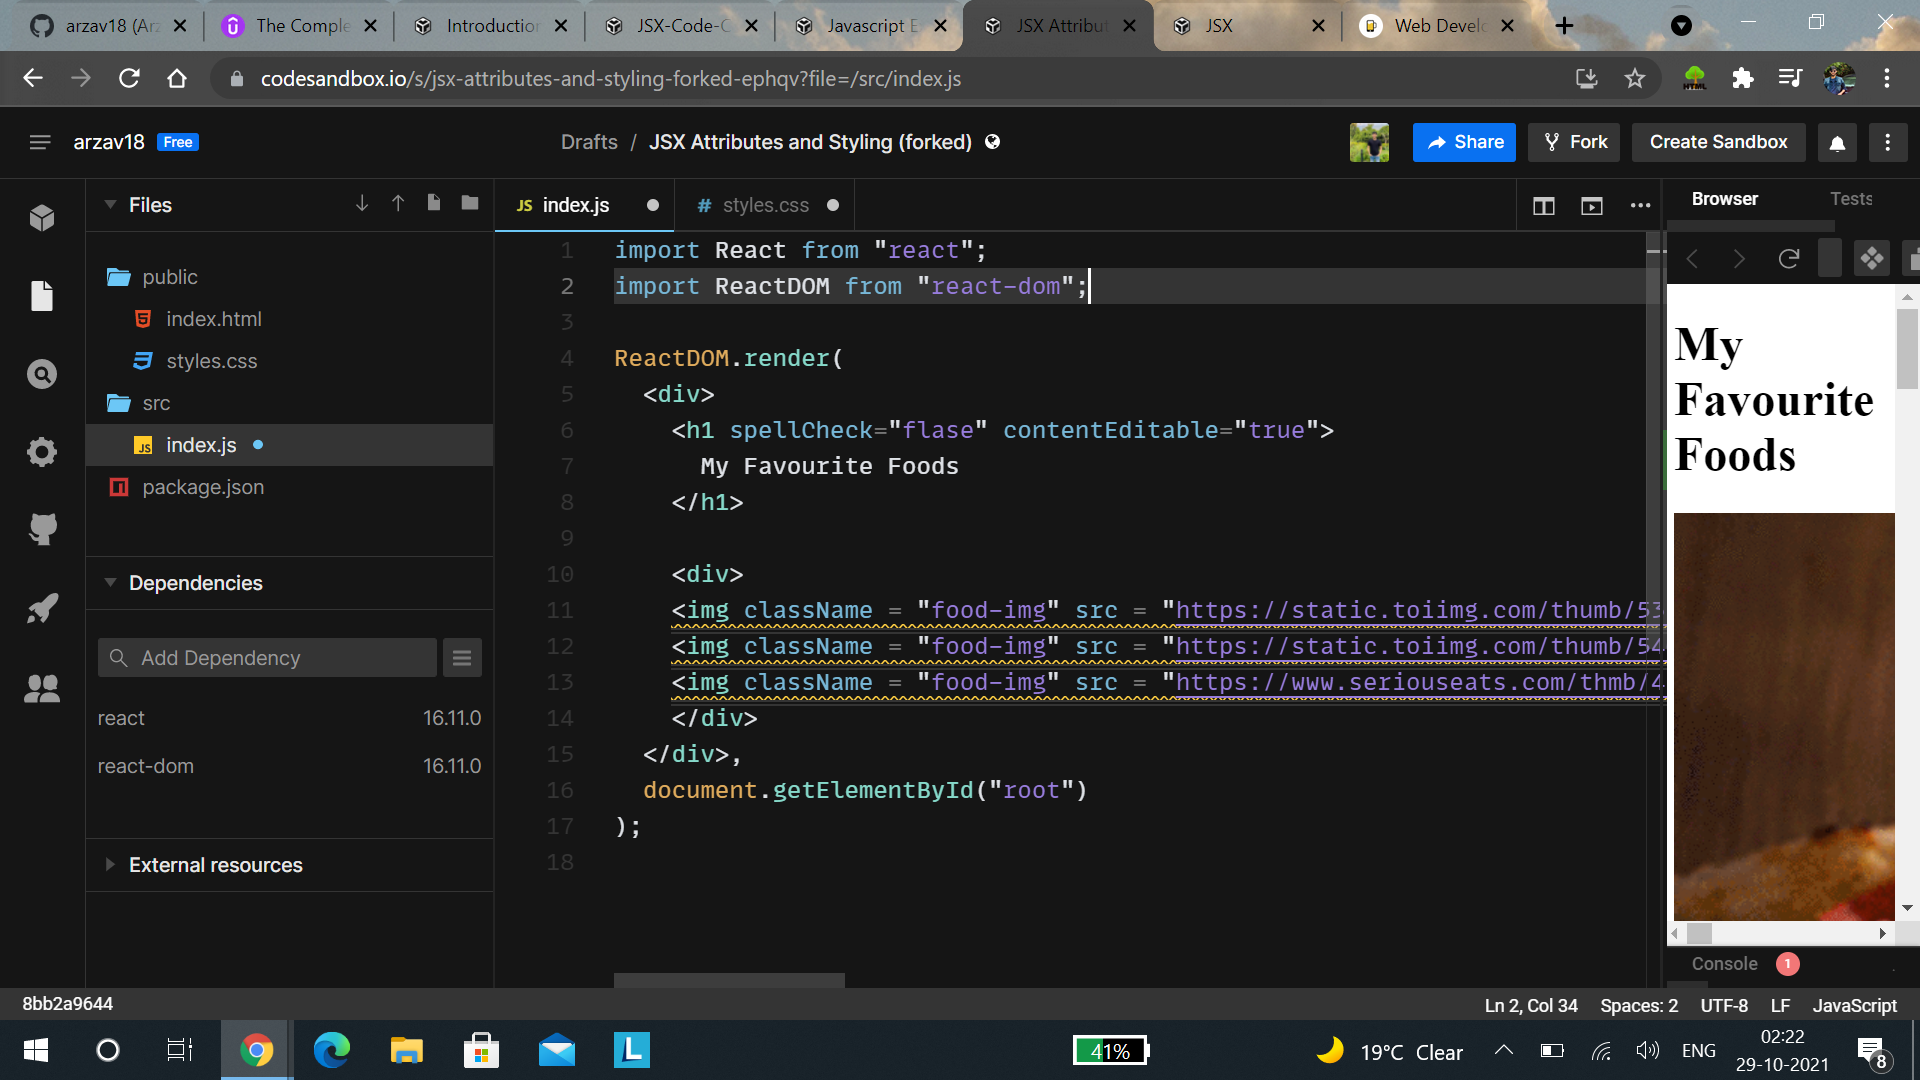 arzav18 (Arz
The Comple
Introduction
JSX-Code-C
Javascript E
JSX Attribut
JSX
Web Develo
codesandbox.io/s/jsx-attributes-and-styling-forked-ephqv?file=/src/index.js
HTML
arzav18 Free
Drafts / JSX Attributes and Styling (forked)
Share
Fork
Create Sandbox
Files
public
index.html
styles.css
src
JS index.js
package.json
Dependencies
Add Dependency
react 16.11.0
react-dom 16.11.0
External resources
JS index.js
# styles.css
1 import React from "react";
2 import ReactDOM from "react-dom";
3
4 ReactDOM.render(
5 <div>
6 <h1 spellCheck="flase" contentEditable="true">
7 My Favourite Foods
8 </h1>
9
10 <div>
11 <img className = "food-img" src = "https://static.toiimg.com/thumb/53
12 <img className = "food-img" src = "https://static.toiimg.com/thumb/54
13 <img className = "food-img" src = "https://www.seriouseats.com/thmb/4
14 </div>
15 </div>,
16 document.getElementById("root")
17 );
18
Browser Tests
My
Favourite
Foods
Console 1
8bb2a9644
Ln 2, Col 34 Spaces: 2 UTF-8 LF JavaScript
L
41%
19°C Clear
ENG
02:22
29-10-2021
8